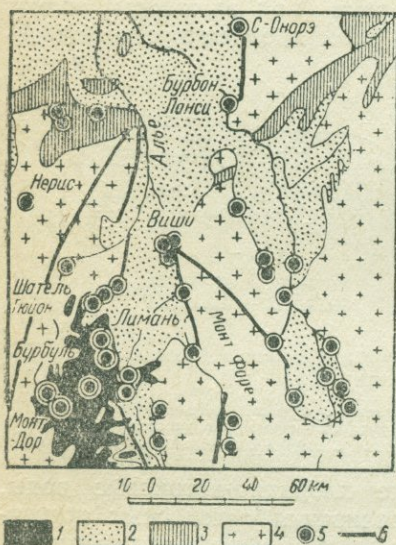 С-Онорэ
Бурбон
Ланси
Алье
Нерис
Виши
Шатель
Гюйон
Лимань
Бурбуль
Монт Форе
Монт
Дор
10 0 20 40 60 км
1 2 3 4 5 6